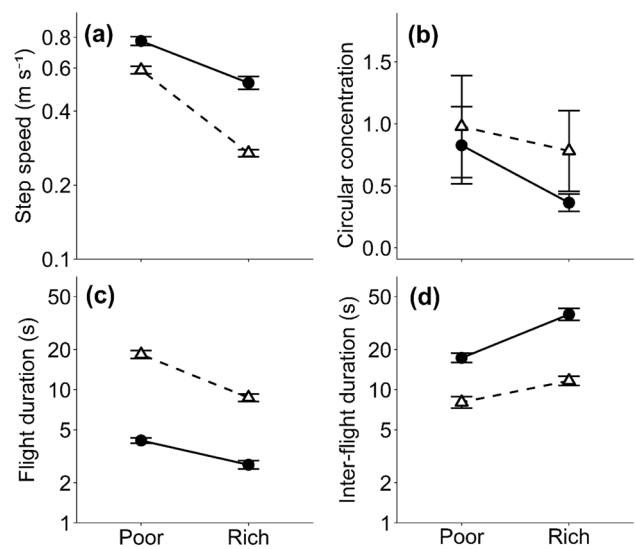 (a)
Step speed (m s⁻¹)
0.8
0.6
0.4
0.2
0.1
(b)
Circular concentration
1.5
1.0
0.5
0.0
(c)
Flight duration (s)
50
20
10
5
2
1
Poor
Rich
(d)
Inter-flight duration (s)
50
20
10
5
2
1
Poor
Rich